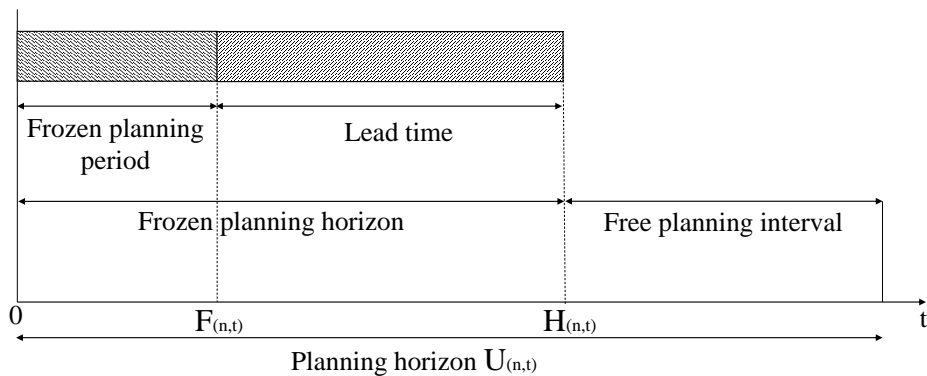 Frozen planning
period
Lead time
Frozen planning horizon
Free planning interval
0
F(n,t)
H(n,t)
t
Planning horizon U(n,t)